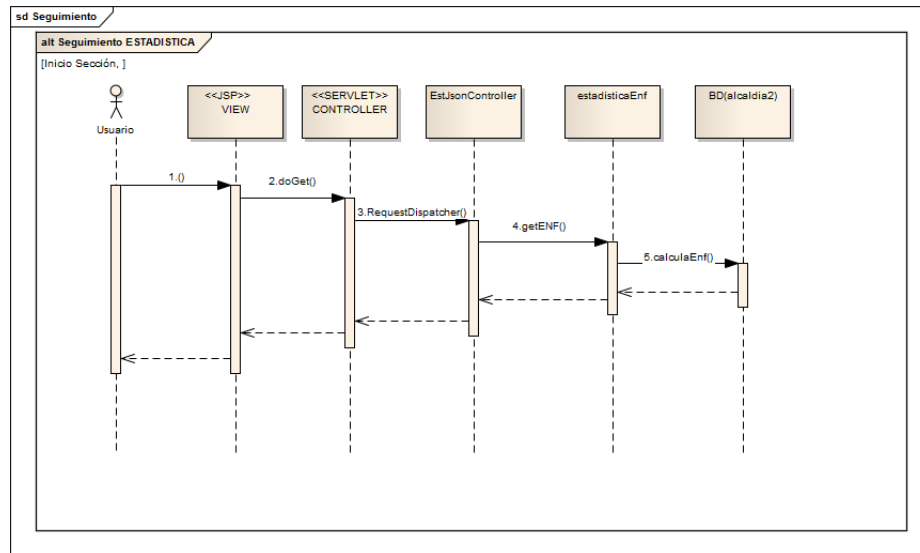 sd Seguimiento
alt Seguimiento ESTADISTICA
[Inicio Sección, ]
Usuario
<<JSP>>
VIEW
<<SERVLET>>
CONTROLLER
EstJsonController
estadisticaEnf
BD(alcaldia2)
1.()
2.doGet()
3.RequestDispatcher()
4.getENF()
5.calculaEnf()